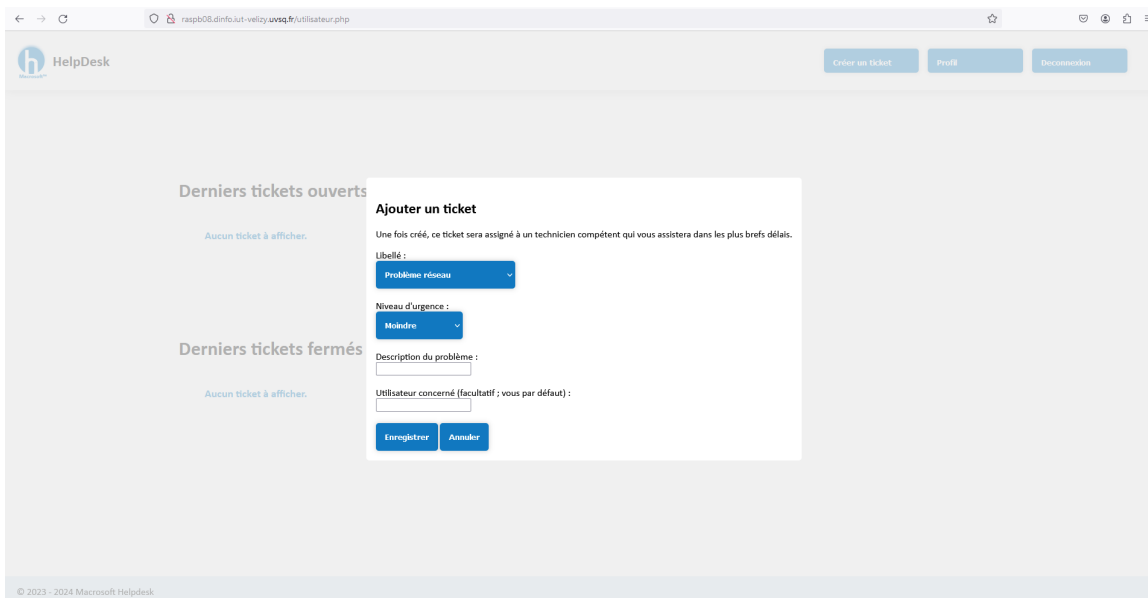 raspb08.dinfo.iut-velizy.uvsq.fr/utilisateur.php
HelpDesk
Créer un ticket
Profil
Deconnexion
Derniers tickets ouverts
Aucun ticket à afficher.
Ajouter un ticket
Une fois créé, ce ticket sera assigné à un technicien compétent qui vous assistera dans les plus brefs délais.
Libellé :
Problème réseau
Niveau d'urgence :
Moindre
Derniers tickets fermés
Aucun ticket à afficher.
Description du problème :
Utilisateur concerné (facultatif ; vous par défaut) :
Enregistrer Annuler
© 2023 - 2024 Macrosoft Helpdesk